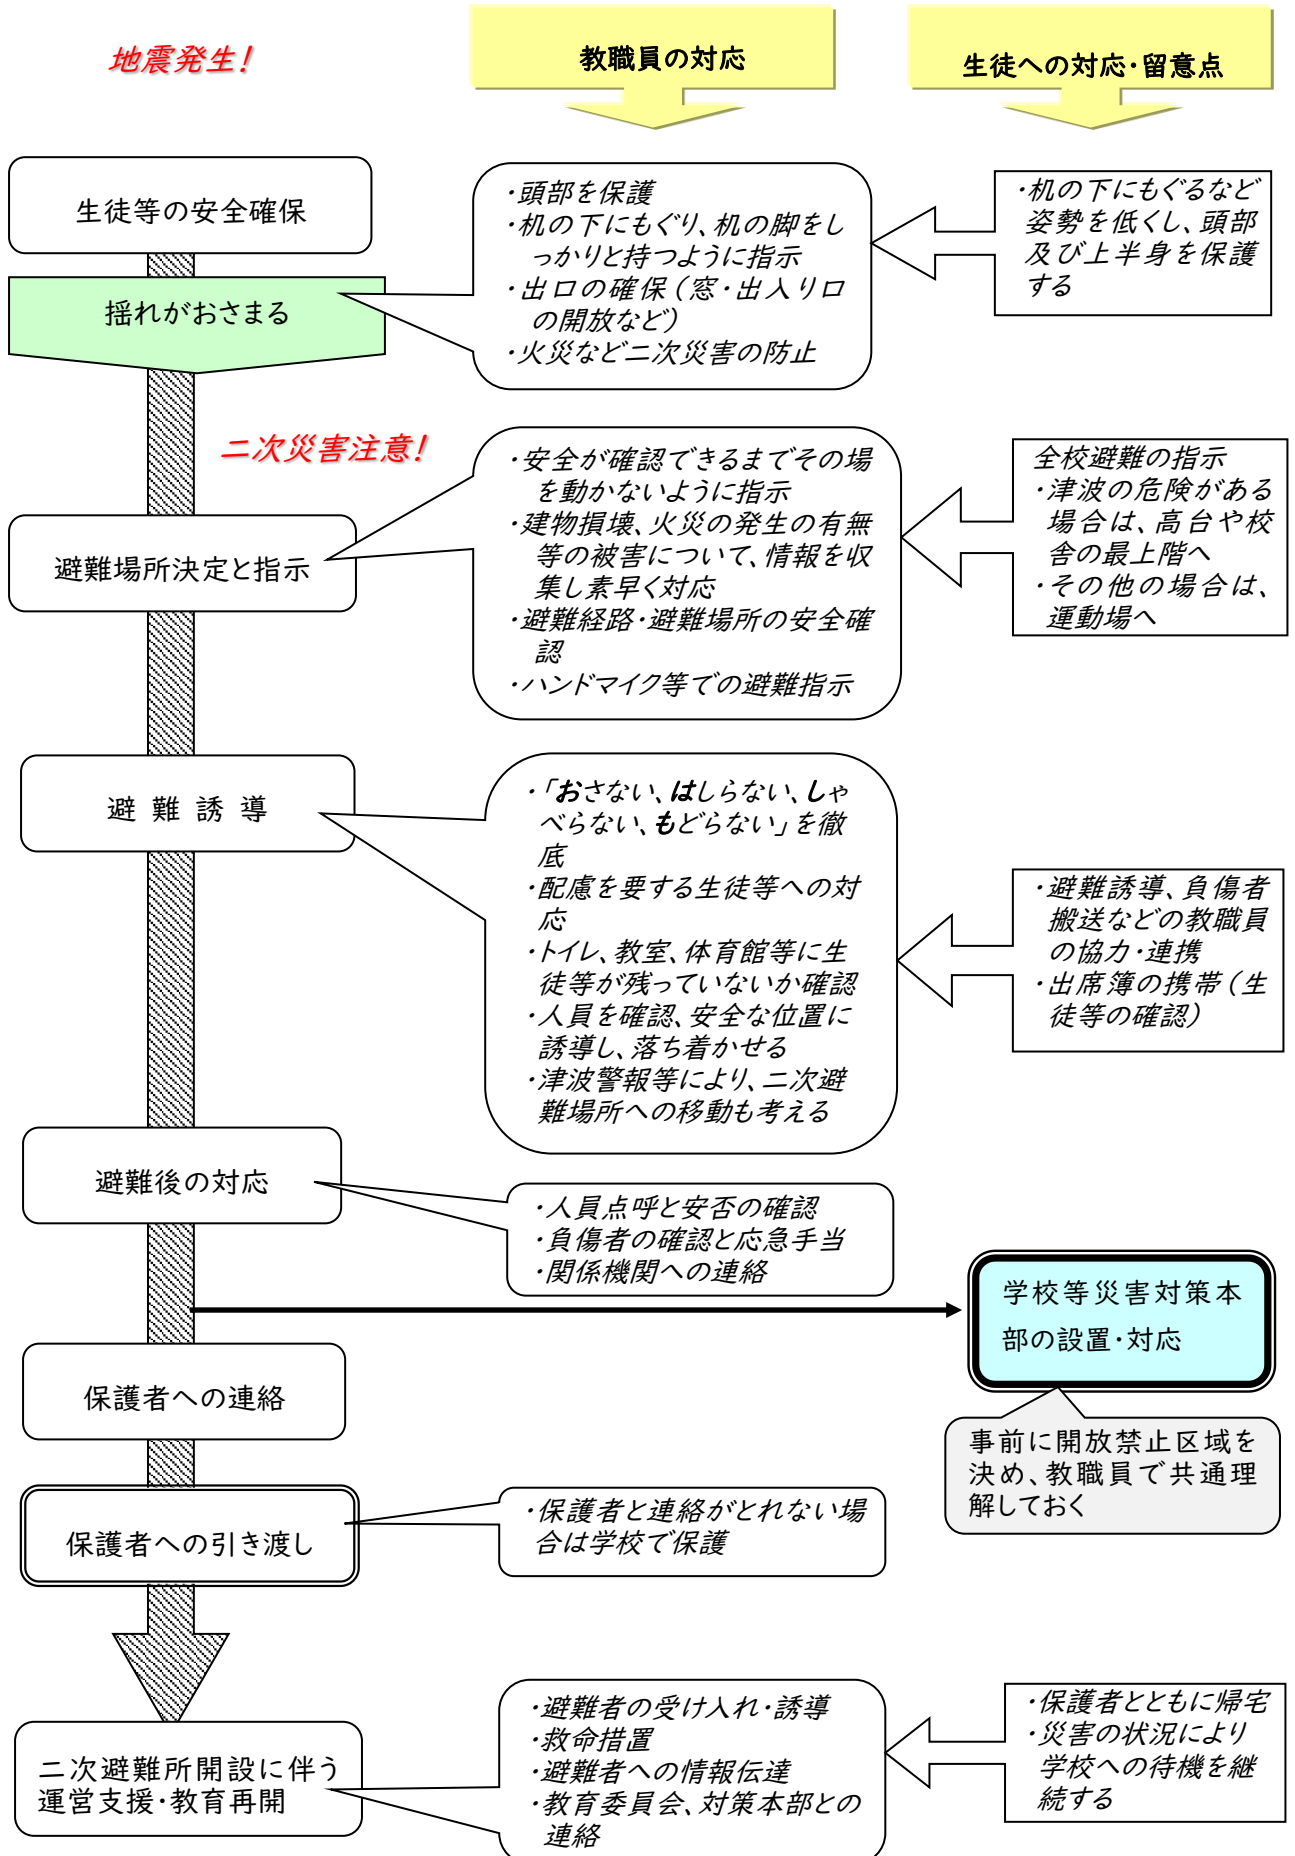 地震発生！
教職員の対応
生徒への対応・留意点
生徒等の安全確保
揺れがおさまる
・頭部を保護
・机の下にもぐり、机の脚をし
っかりと持つように指示
・出口の確保（窓・出入り口
の開放など）
・火災など二次災害の防止
・机の下にもぐるなど
姿勢を低くし、頭部
及び上半身を保護
する
二次災害注意！
避難場所決定と指示
・安全が確認できるまでその場
を動かないように指示
・建物損壊、火災の発生の有無
等の被害について、情報を収
集し素早く対応
・避難経路・避難場所の安全確
認
・ハンドマイク等での避難指示
全校避難の指示
・津波の危険がある
場合は、高台や校
舎の最上階へ
・その他の場合は、
運動場へ
避難誘導
・「おさない、はしらない、しゃ
べらない、もどらない」を徹
底
・配慮を要する生徒等への対
応
・トイレ、教室、体育館等に生
徒等が残っていないか確認
・人員を確認、安全な位置に
誘導し、落ち着かせる
・津波警報等により、二次避
難場所への移動も考える
・避難誘導、負傷者
搬送などの教職員
の協力・連携
・出席簿の携帯（生
徒等の確認）
避難後の対応
・人員点呼と安否の確認
・負傷者の確認と応急手当
・関係機関への連絡
学校等災害対策本
部の設置・対応
保護者への連絡
事前に開放禁止区域を
決め、教職員で共通理
解しておく
保護者への引き渡し
・保護者と連絡がとれない場
合は学校で保護
二次避難所開設に伴う
運営支援・教育再開
・避難者の受け入れ・誘導
・救命措置
・避難者への情報伝達
・教育委員会、対策本部との
連絡
・保護者とともに帰宅
・災害の状況により
学校への待機を継
続する